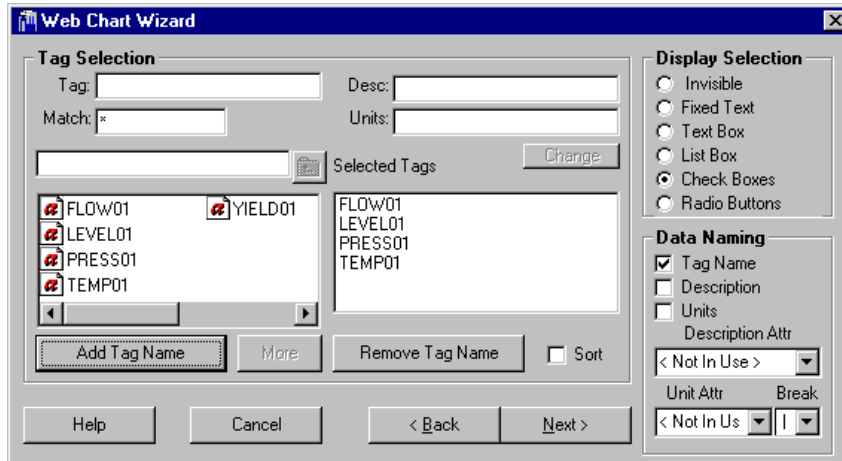 Web Chart Wizard
Tag Selection
Tag:
Desc:
Match: *
Units:
Selected Tags
Change
FLOW01
YIELD01
LEVEL01
PRESS01
TEMP01
FLOW01
LEVEL01
PRESS01
TEMP01
Add Tag Name
More
Remove Tag Name
Sort
Display Selection
Invisible
Fixed Text
Text Box
List Box
Check Boxes
Radio Buttons
Data Naming
Tag Name
Description
Units
Description Attr
< Not In Use >
Unit Attr
Break
< Not In Us
|
Help
Cancel
< Back
Next >